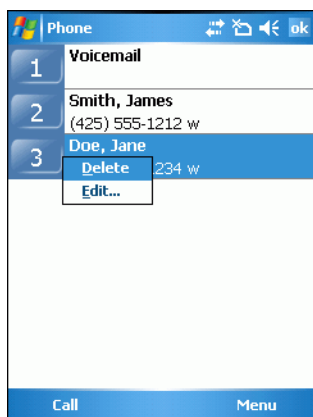 Phone ok
1 Voicemail
2 Smith, James
(425) 555-1212 w
3 Doe, Jane
Delete 234 w
Edit...
Call Menu